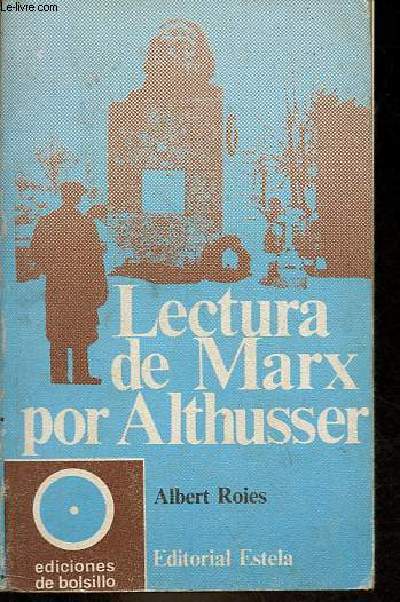 Le-livre.com
Lectura
de Marx
por Althusser
Albert Roies
ediciones
de bolsillo
Editorial Estela